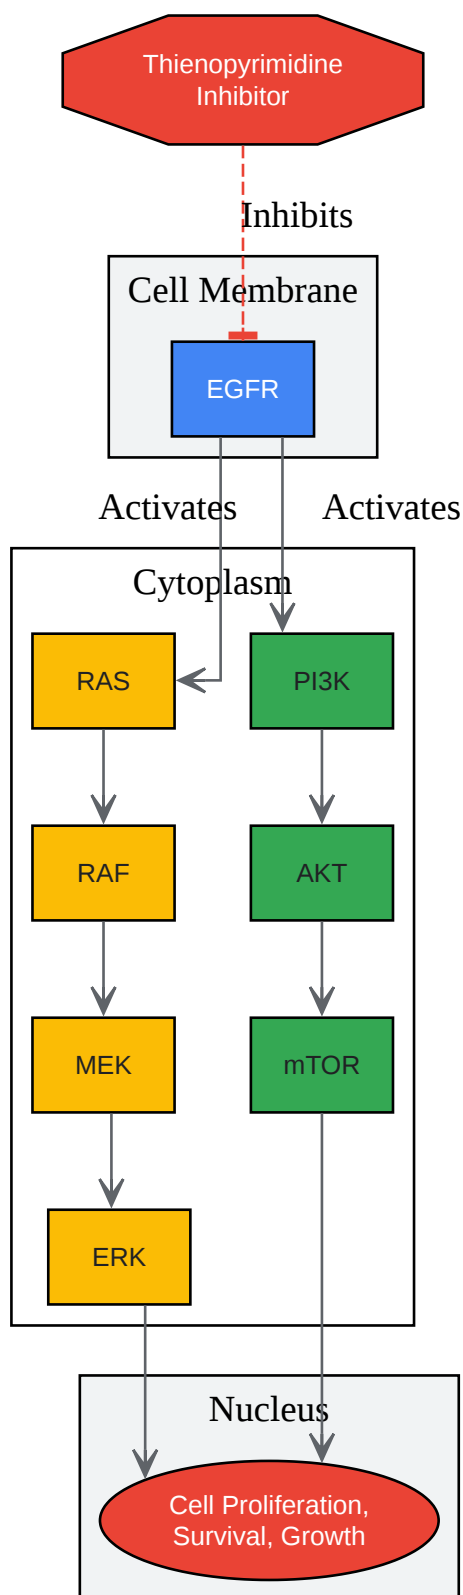 Thienopyrimidine
Inhibitor
Inhibits
Cell Membrane
EGFR
Activates
Activates
Cytoplasm
RAS
PI3K
RAF
AKT
MEK
mTOR
ERK
Nucleus
Cell Proliferation,
Survival, Growth